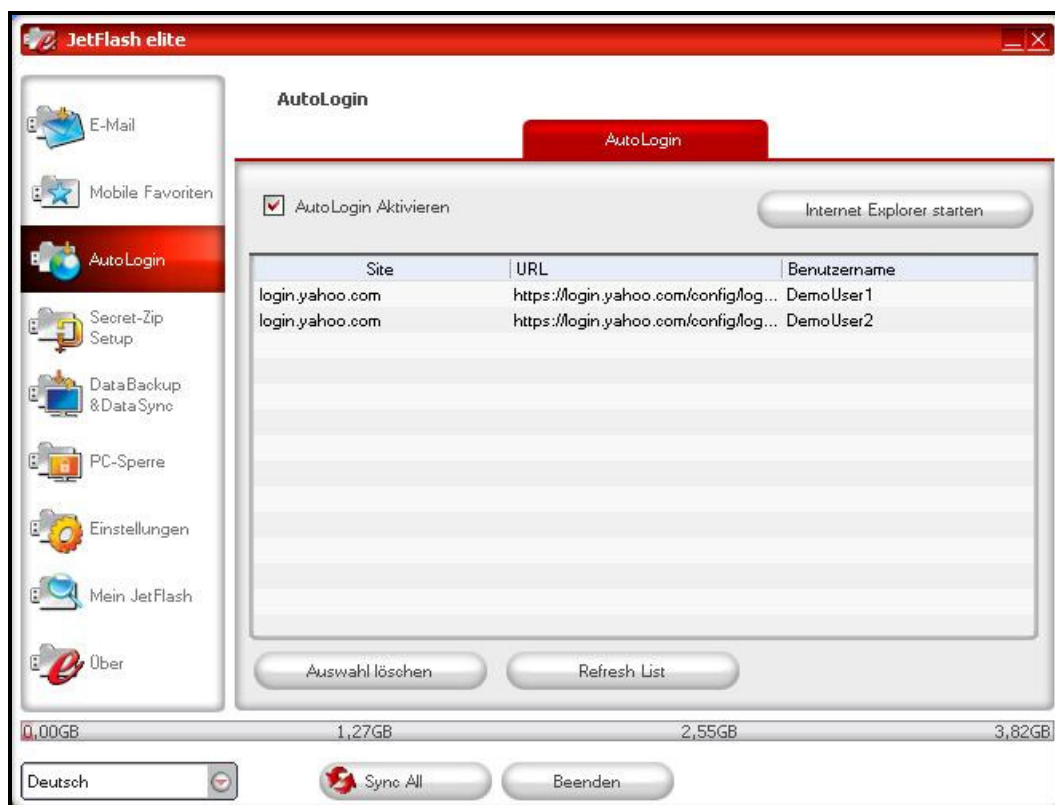 JetFlash elite
E-Mail
Mobile Favoriten
AutoLogin
Secret-Zip
Setup
DataBackup
&DataSync
PC-Sperre
Einstellungen
Mein JetFlash
Über
AutoLogin
AutoLogin
AutoLogin Aktivieren
Internet Explorer starten
Site URL Benutzername
login.yahoo.com https://login.yahoo.com/config/log... DemoUser1
login.yahoo.com https://login.yahoo.com/config/log... DemoUser2
Auswahl löschen Refresh List
0,00GB 1,27GB 2,55GB 3,82GB
Deutsch Sync All Beenden